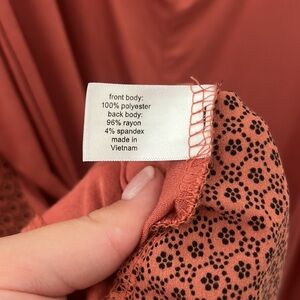 front body:
100% polyester
back body:
96% rayon
4% spandex
made in
Vietnam